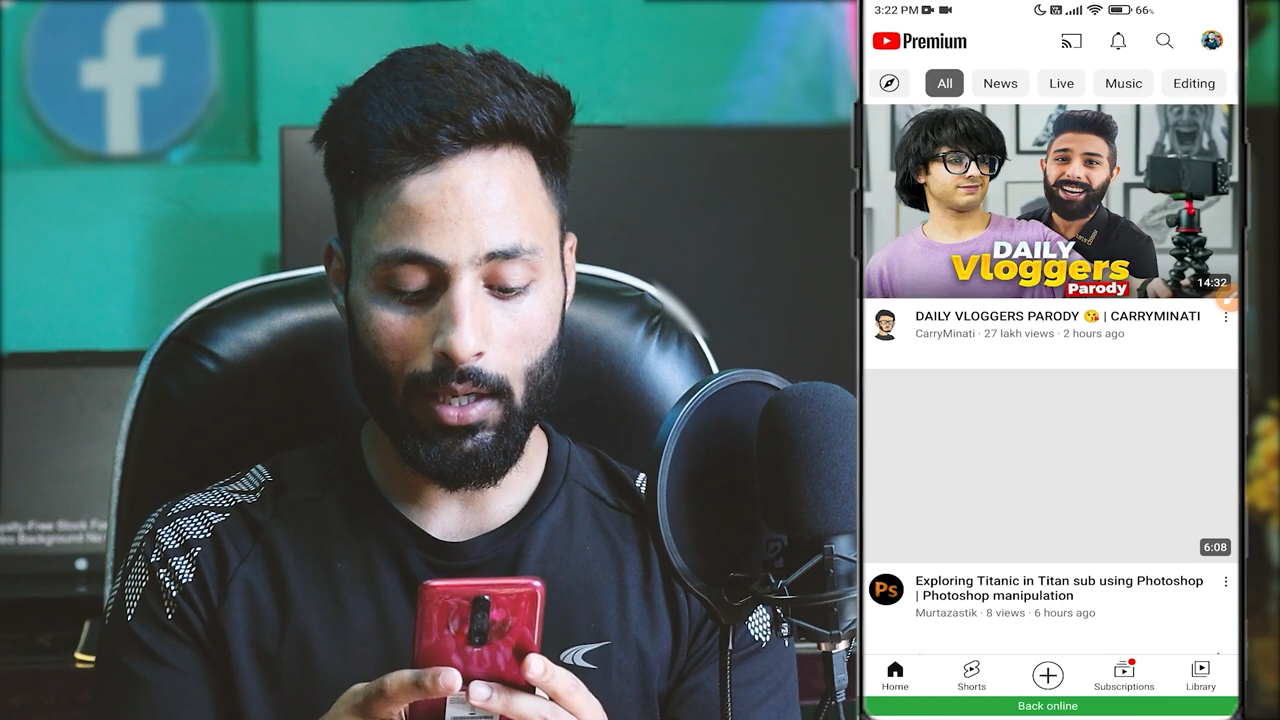 3:22 PM
66%
Premium
All
News
Live
Music
Editing
DAILY
Vloggers
Parody
14:32
DAILY VLOGGERS PARODY 😘 | CARRYMINATI
CarryMinati · 27 lakh views · 2 hours ago
6:08
Ps
Exploring Titanic in Titan sub using Photoshop
| Photoshop manipulation
Murtazastik · 8 views · 6 hours ago
Home
Shorts
Subscriptions
Library
Back online